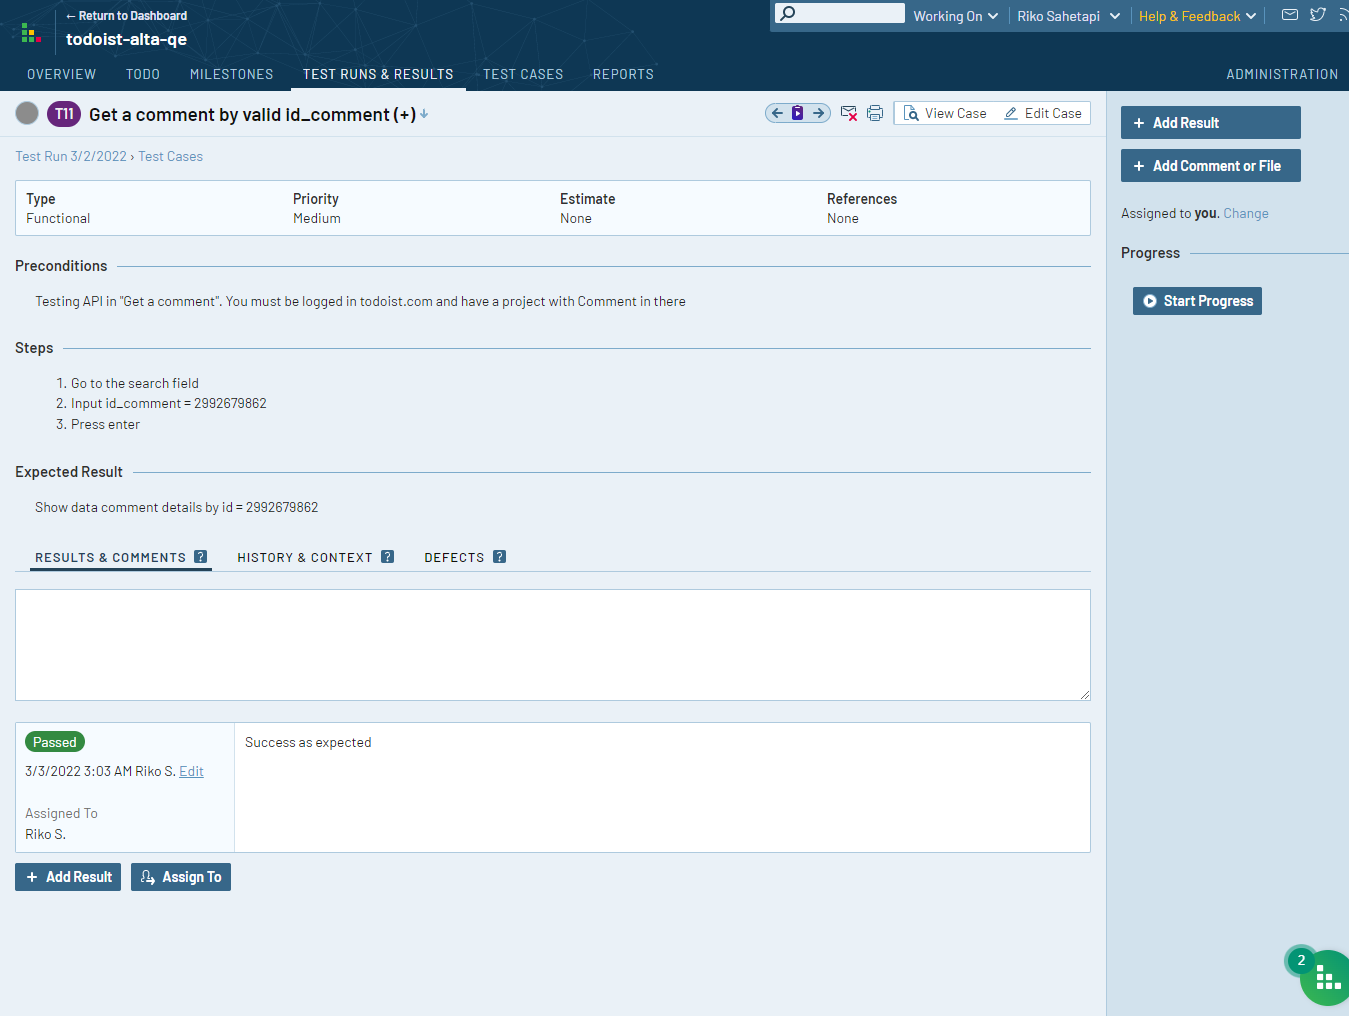 ← Return to Dashboard
todoist-alta-qe
Working On
Riko Sahetapi
Help & Feedback
OVERVIEW TODO MILESTONES TEST RUNS & RESULTS TEST CASES REPORTS ADMINISTRATION
T11 Get a comment by valid id_comment (+)
View Case Edit Case
Test Run 3/2/2022 › Test Cases
Type Priority Estimate References
Functional Medium None None
Preconditions
Testing API in "Get a comment". You must be logged in todoist.com and have a project with Comment in there
Steps
1. Go to the search field
2. Input id_comment = 2992679862
3. Press enter
Expected Result
Show data comment details by id = 2992679862
RESULTS & COMMENTS ? HISTORY & CONTEXT ? DEFECTS ?
Passed
3/3/2022 3:03 AM Riko S. Edit
Assigned To
Riko S.
Success as expected
+ Add Result Assign To
+ Add Result
+ Add Comment or File
Assigned to you. Change
Progress
Start Progress
2